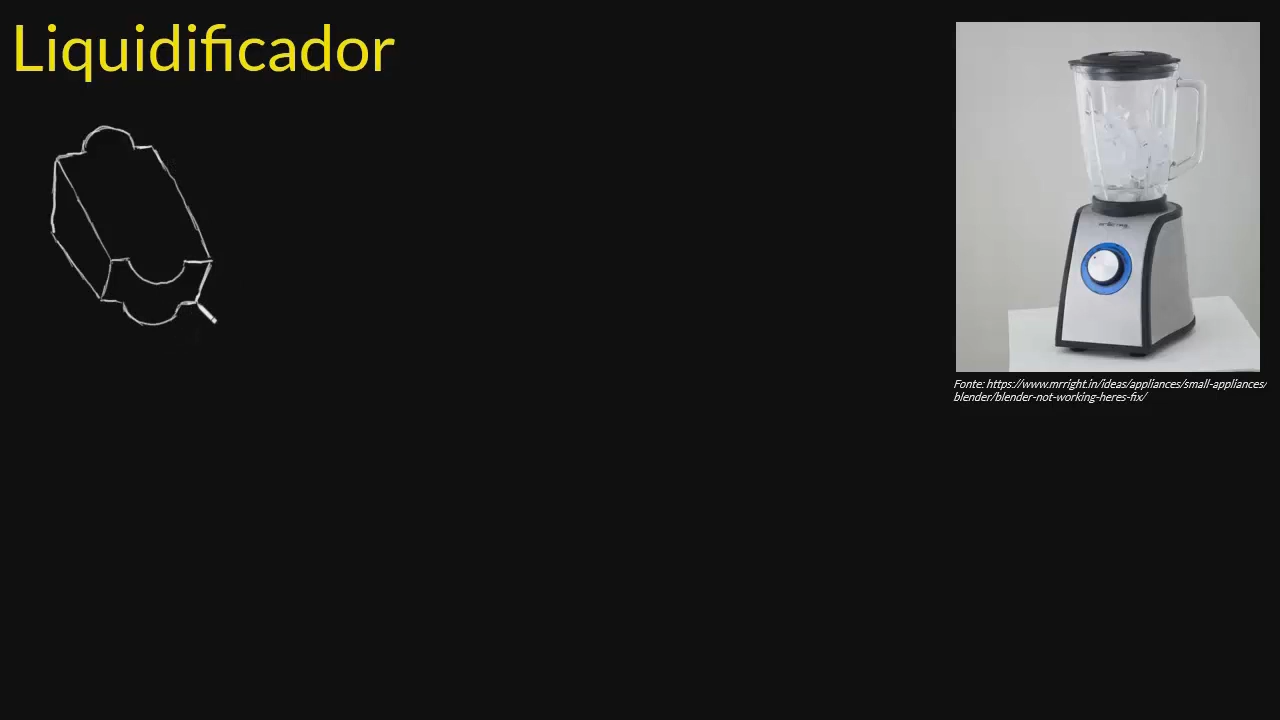 Liquidificador
Fonte: https://www.mrright.in/ideas/appliances/small-appliances/
blender/blender-not-working-heres-fix/